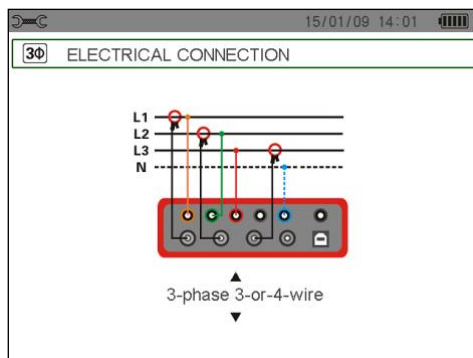 15/01/09 14:01
3Φ ELECTRICAL CONNECTION
L1
L2
L3
N
3-phase 3-or-4-wire